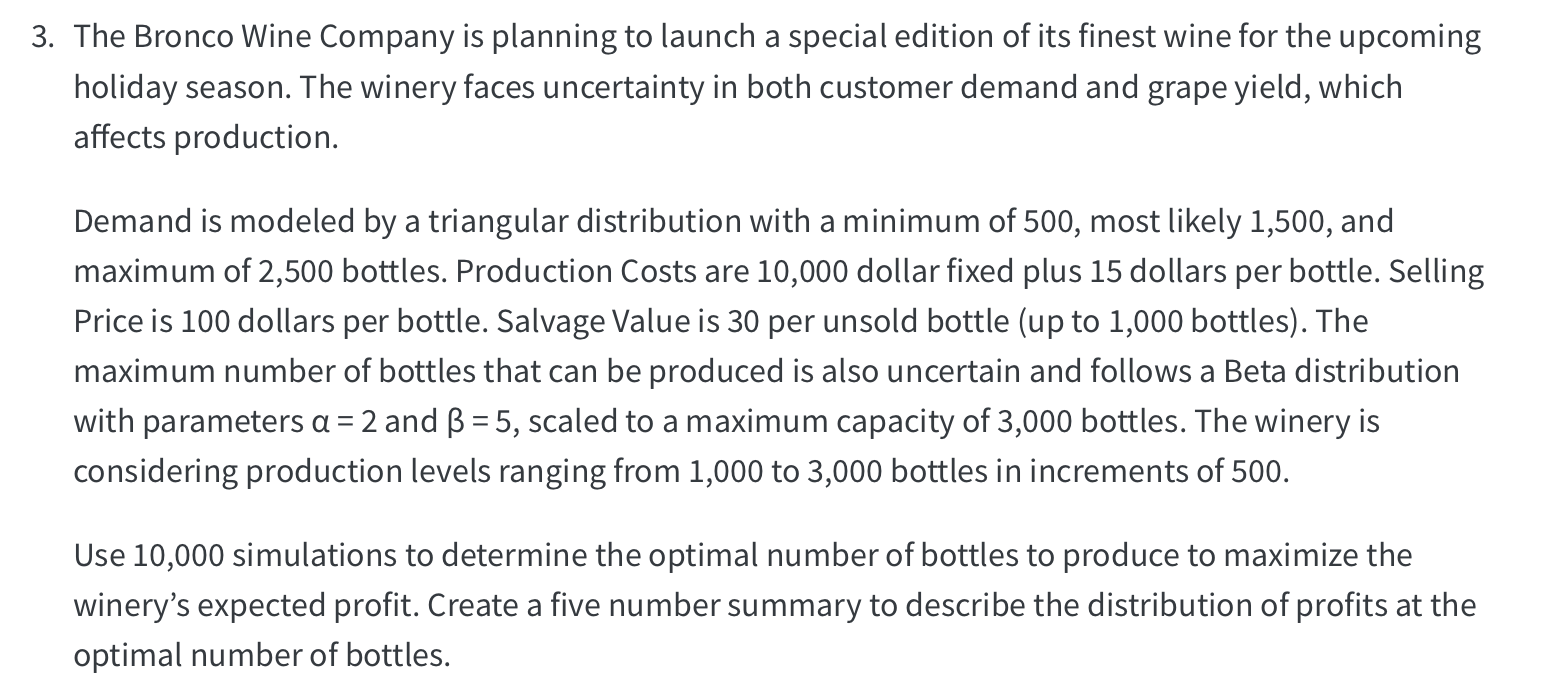 3. The Bronco Wine Company is planning to launch a special edition of its finest wine for the upcoming
holiday season. The winery faces uncertainty in both customer demand and grape yield, which
affects production.
Demand is modeled by a triangular distribution with a minimum of 500, most likely 1,500, and
maximum of 2,500 bottles. Production Costs are 10,000 dollar fixed plus 15 dollars per bottle. Selling
Price is 100 dollars per bottle. Salvage Value is 30 per unsold bottle (up to 1,000 bottles). The
maximum number of bottles that can be produced is also uncertain and follows a Beta distribution
with parameters α = 2 and β = 5, scaled to a maximum capacity of 3,000 bottles. The winery is
considering production levels ranging from 1,000 to 3,000 bottles in increments of 500.
Use 10,000 simulations to determine the optimal number of bottles to produce to maximize the
winery’s expected profit. Create a five number summary to describe the distribution of profits at the
optimal number of bottles.